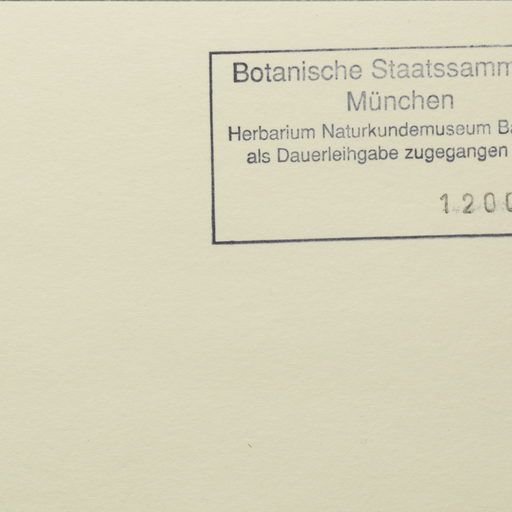 Botanische Staatssamm
München
Herbarium Naturkundemuseum Ba
als Dauerleihgabe zugegangen
1200